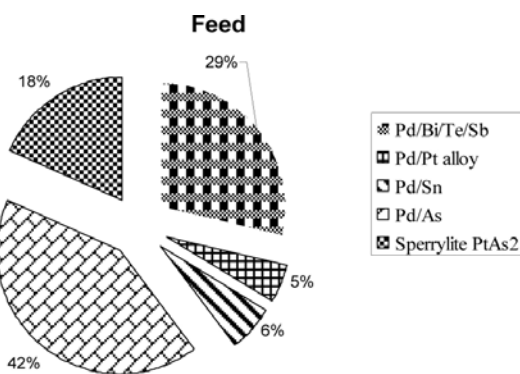 Feed
29%
18%
Pd/Bi/Te/Sb
Pd/Pt alloy
Pd/Sn
Pd/As
Sperrylite PtAs2
5%
6%
42%